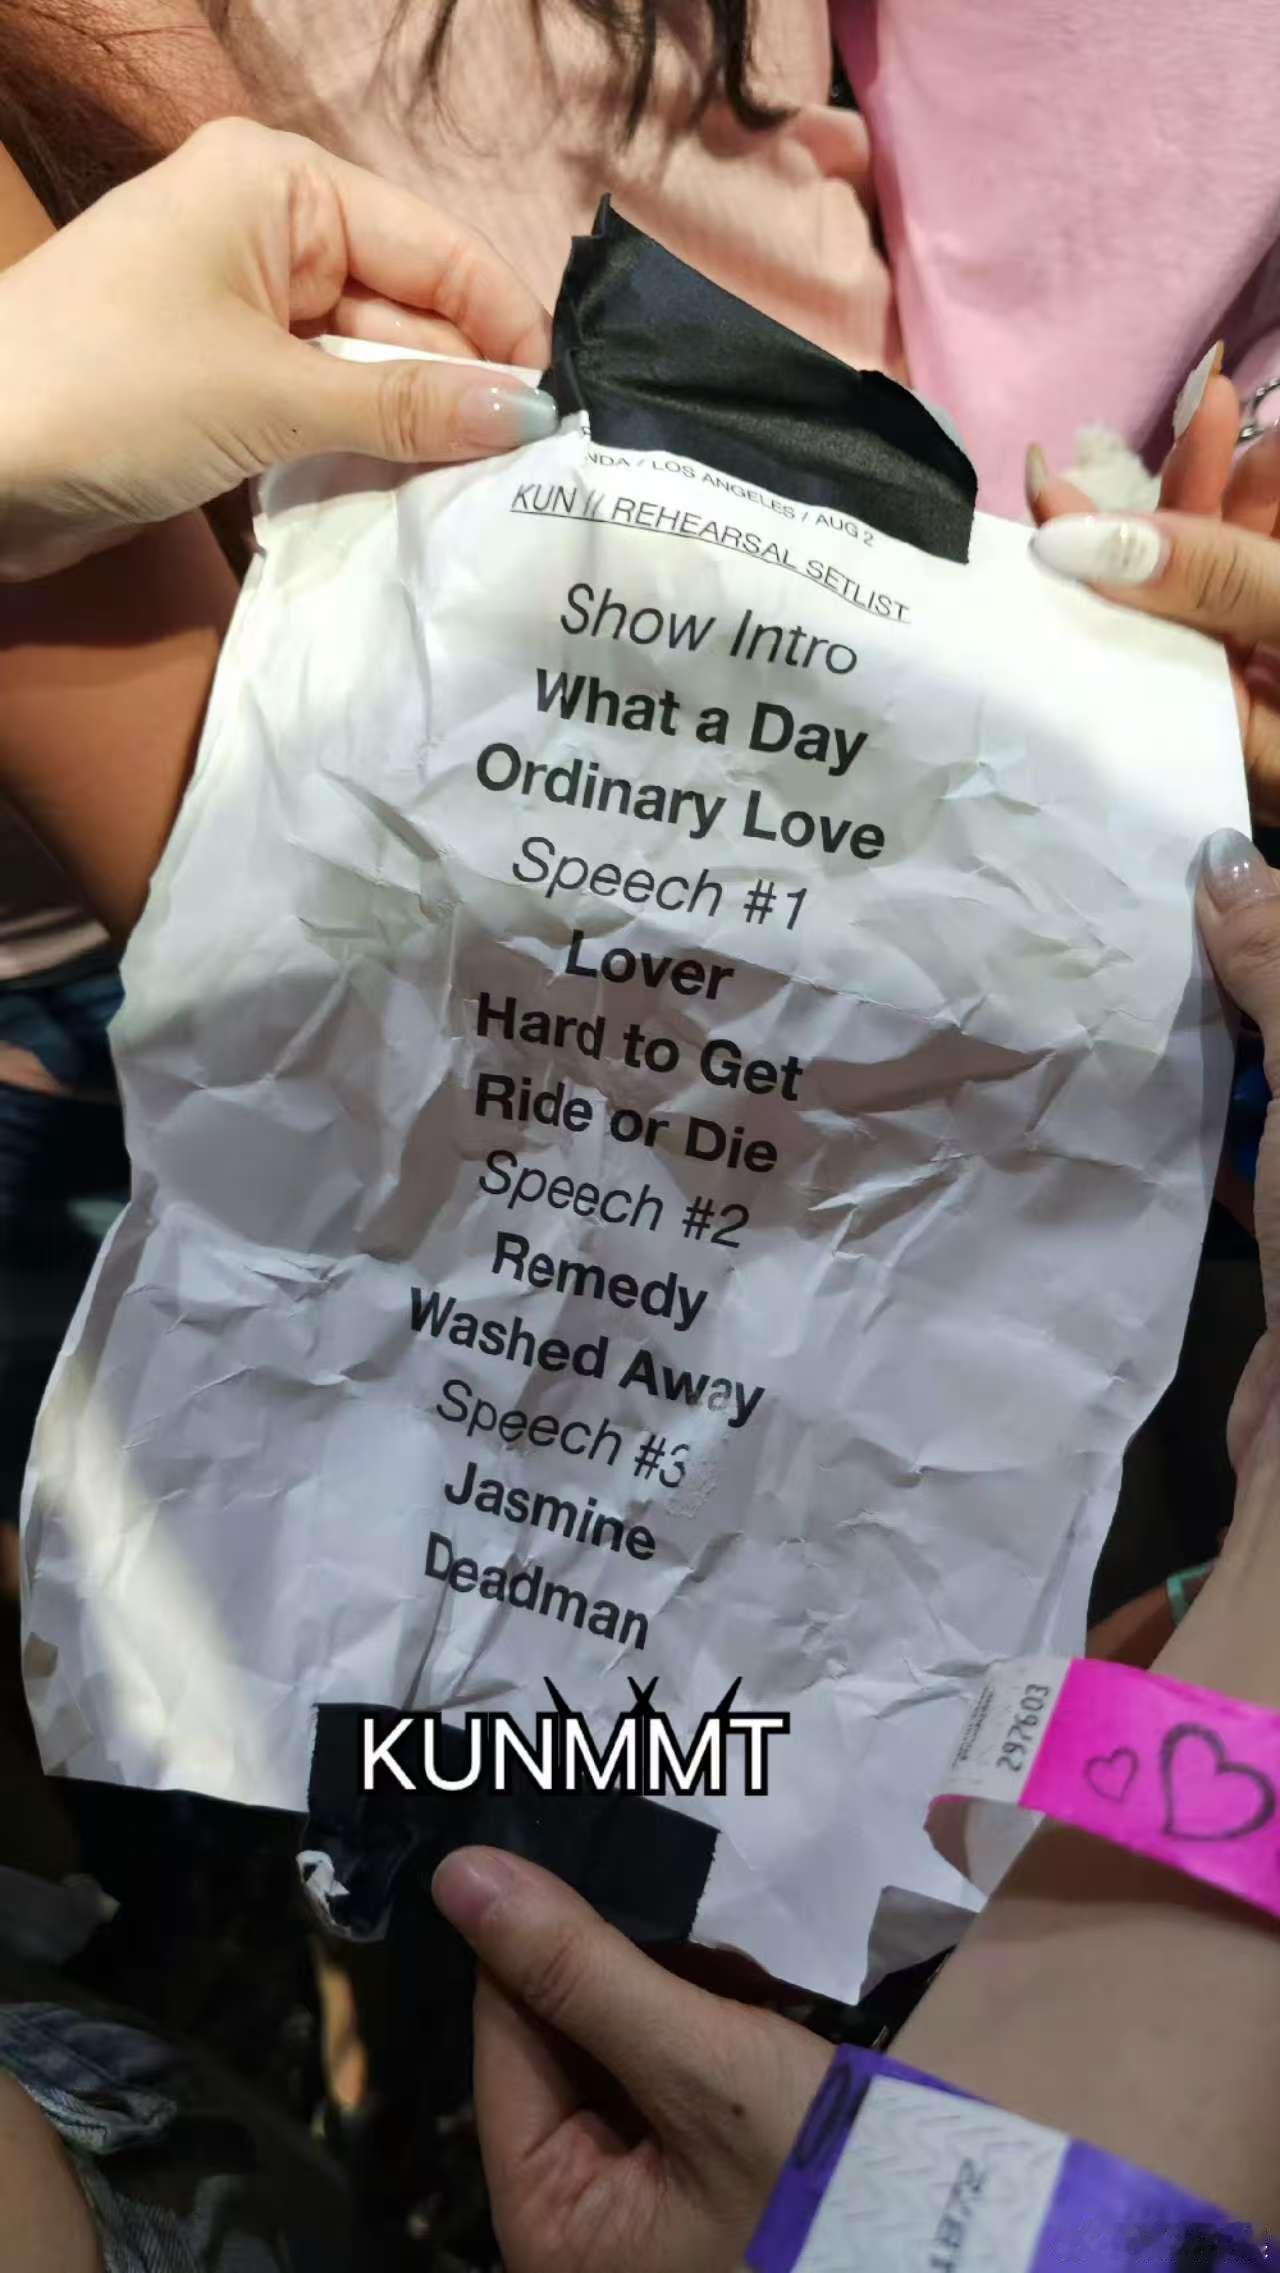 NDA / LOS ANGELES / AUG 2
KUN // REHEARSAL SETLIST
Show Intro
What a Day
Ordinary Love
Speech #1
Lover
Hard to Get
Ride or Die
Speech #2
Remedy
Washed Away
Speech #3
Jasmine
Deadman
KUNMMT
297603